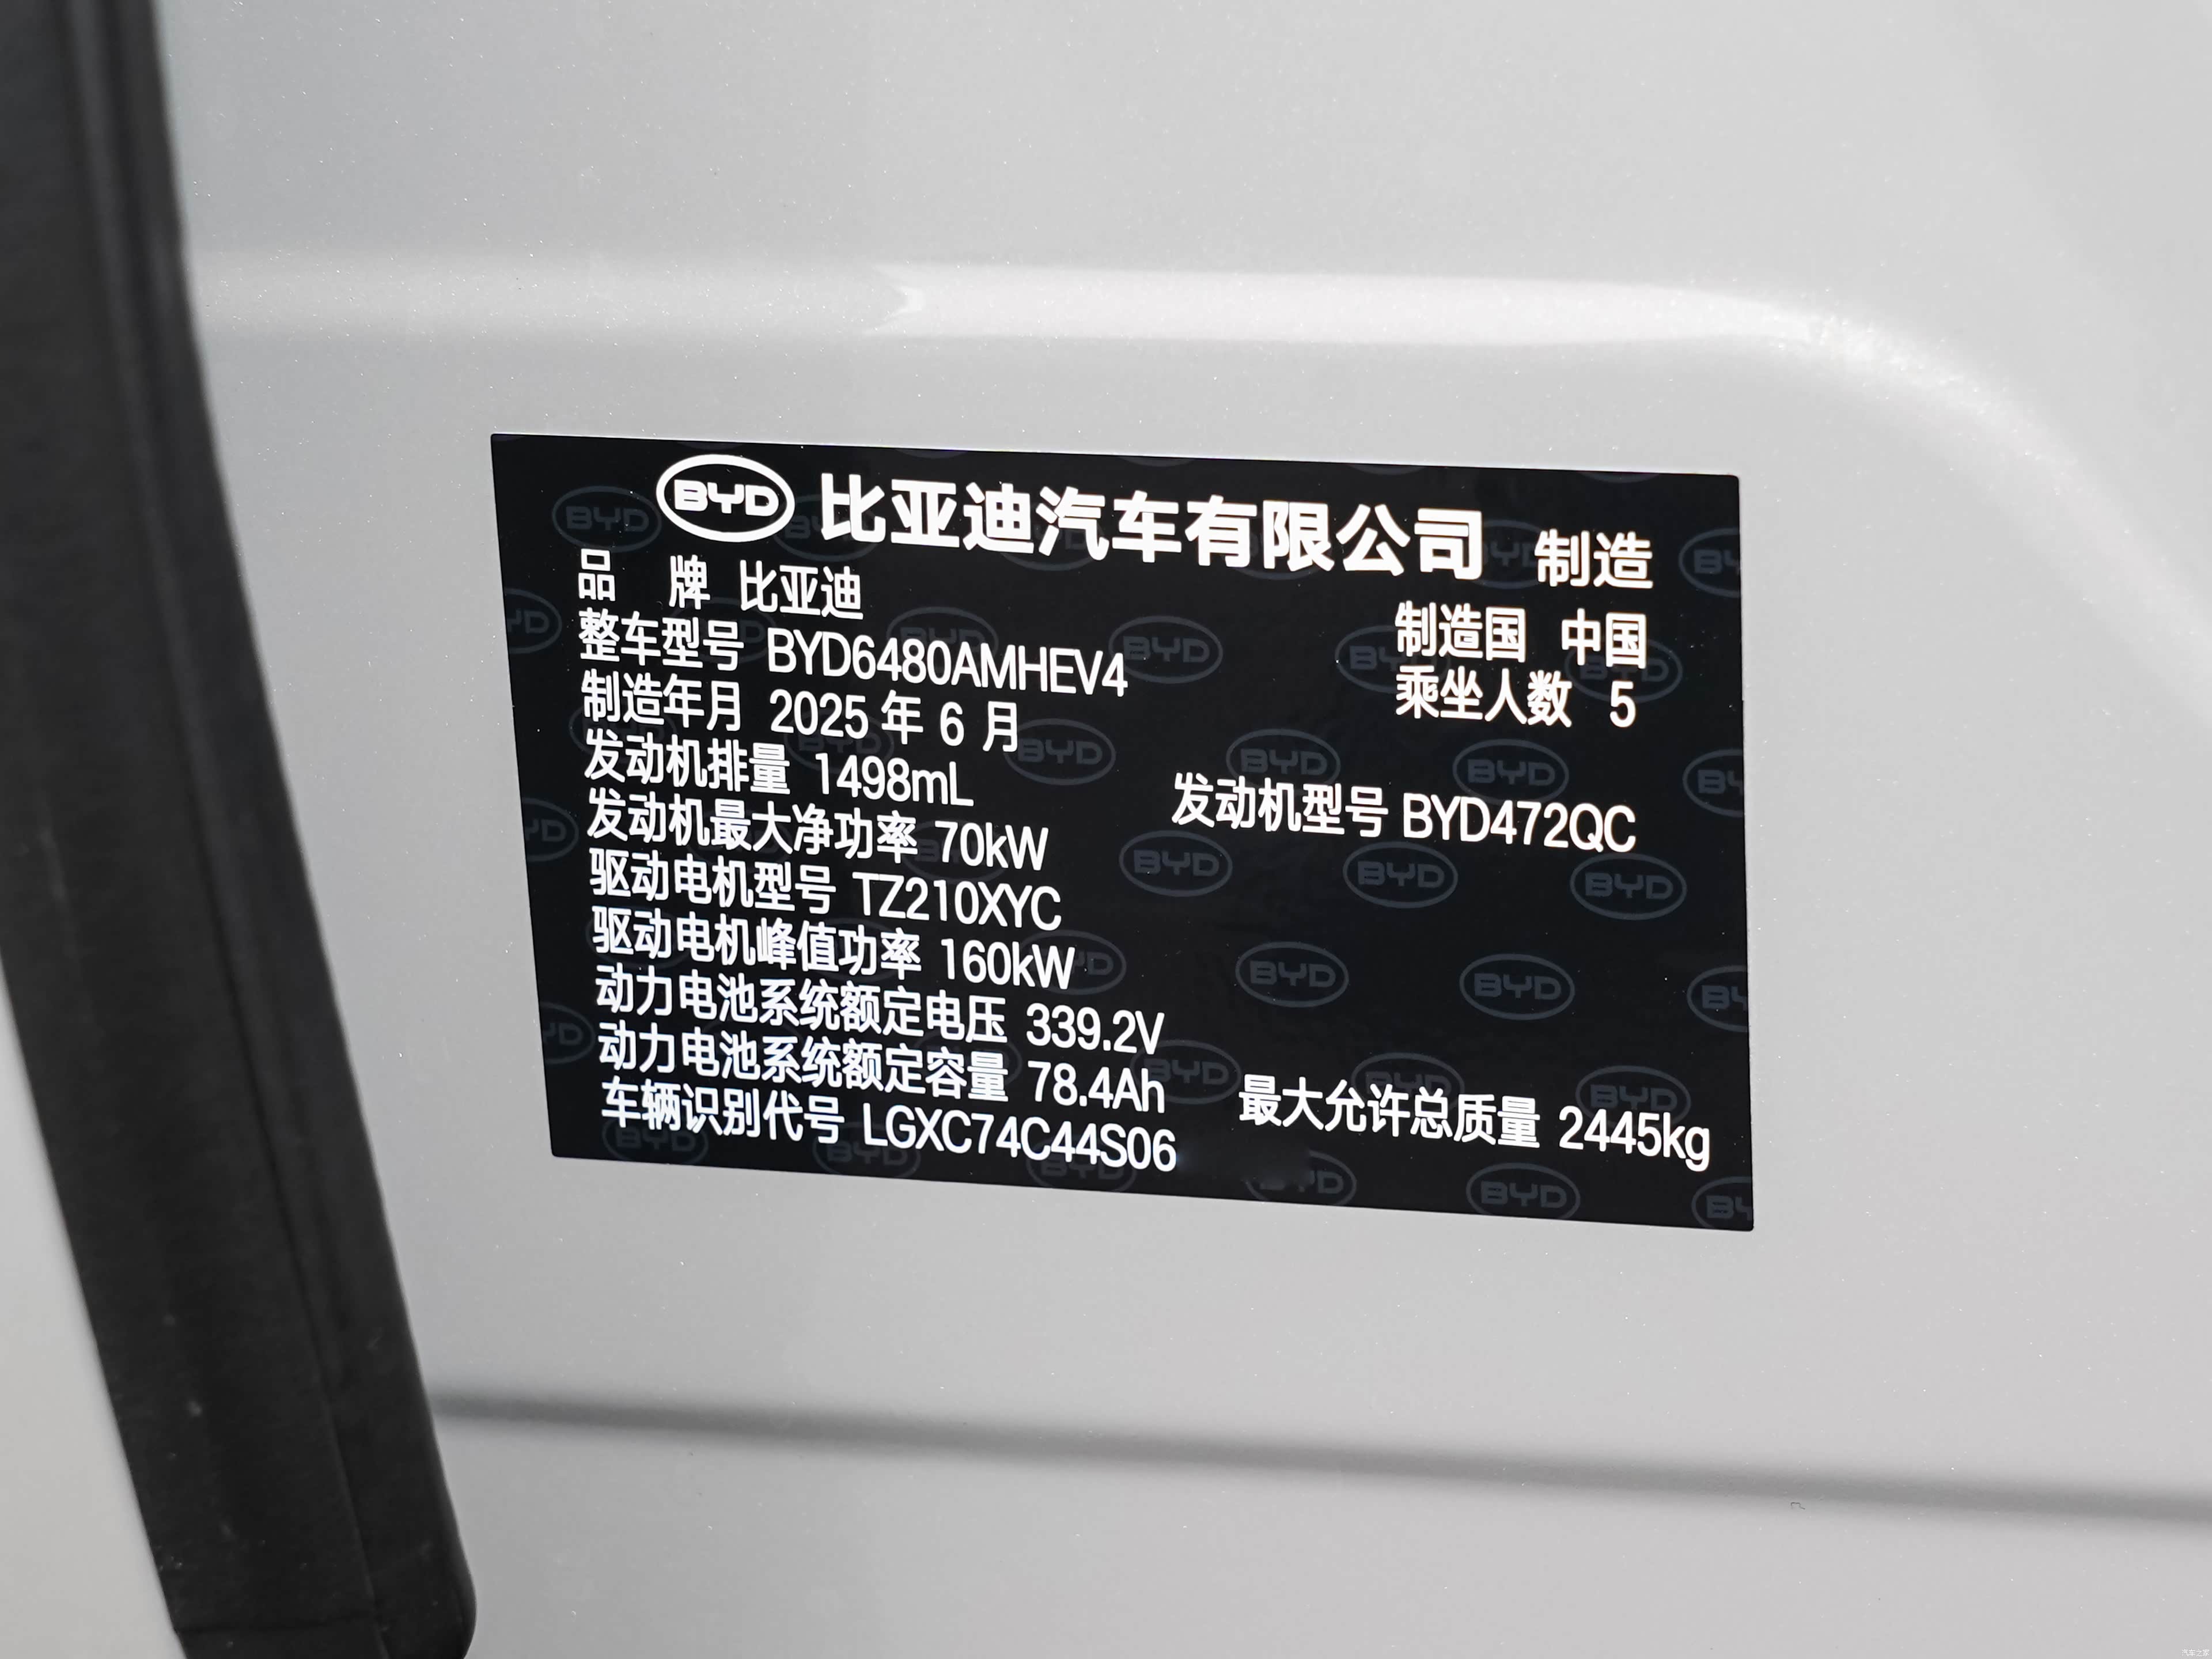 BYD 比亚迪汽车有限公司 制造
品 牌 比亚迪
制造国 中国
整车型号 BYD6480AMHEV4
乘坐人数 5
制造年月 2025 年 6 月
发动机排量 1498mL
发动机型号 BYD472QC
发动机最大净功率 70kW
驱动电机型号 TZ210XYC
驱动电机峰值功率 160kW
动力电池系统额定电压 339.2V
动力电池系统额定容量 78.4Ah
最大允许总质量 2445kg
车辆识别代号 LGXC74C44S06
汽车之家